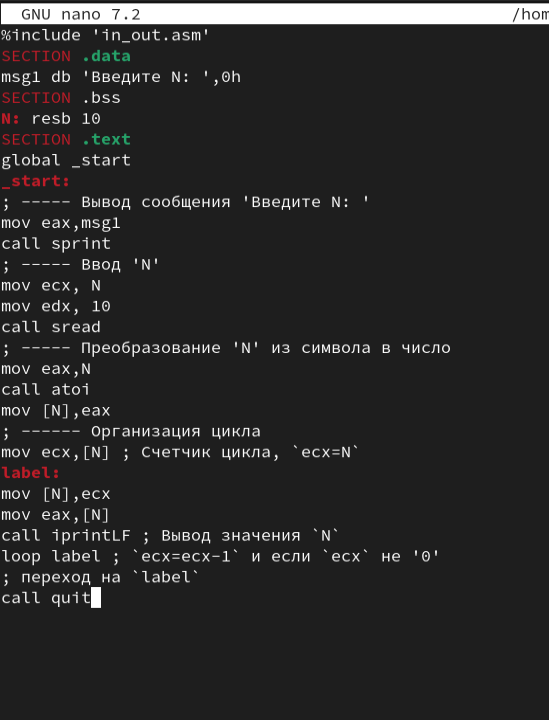 GNU nano 7.2 /hom
%include 'in_out.asm'
SECTION .data
msg1 db 'Введите N: ',0h
SECTION .bss
N: resb 10
SECTION .text
global _start
_start:
; ----- Вывод сообщения 'Введите N: '
mov eax,msg1
call sprint
; ----- Ввод 'N'
mov ecx, N
mov edx, 10
call sread
; ----- Преобразование 'N' из символа в число
mov eax,N
call atoi
mov [N],eax
; ------ Организация цикла
mov ecx,[N] ; Счетчик цикла, `ecx=N`
label:
mov [N],ecx
mov eax,[N]
call iprintLF ; Вывод значения `N`
loop label ; `ecx=ecx-1` и если `ecx` не '0'
; переход на `label`
call quit